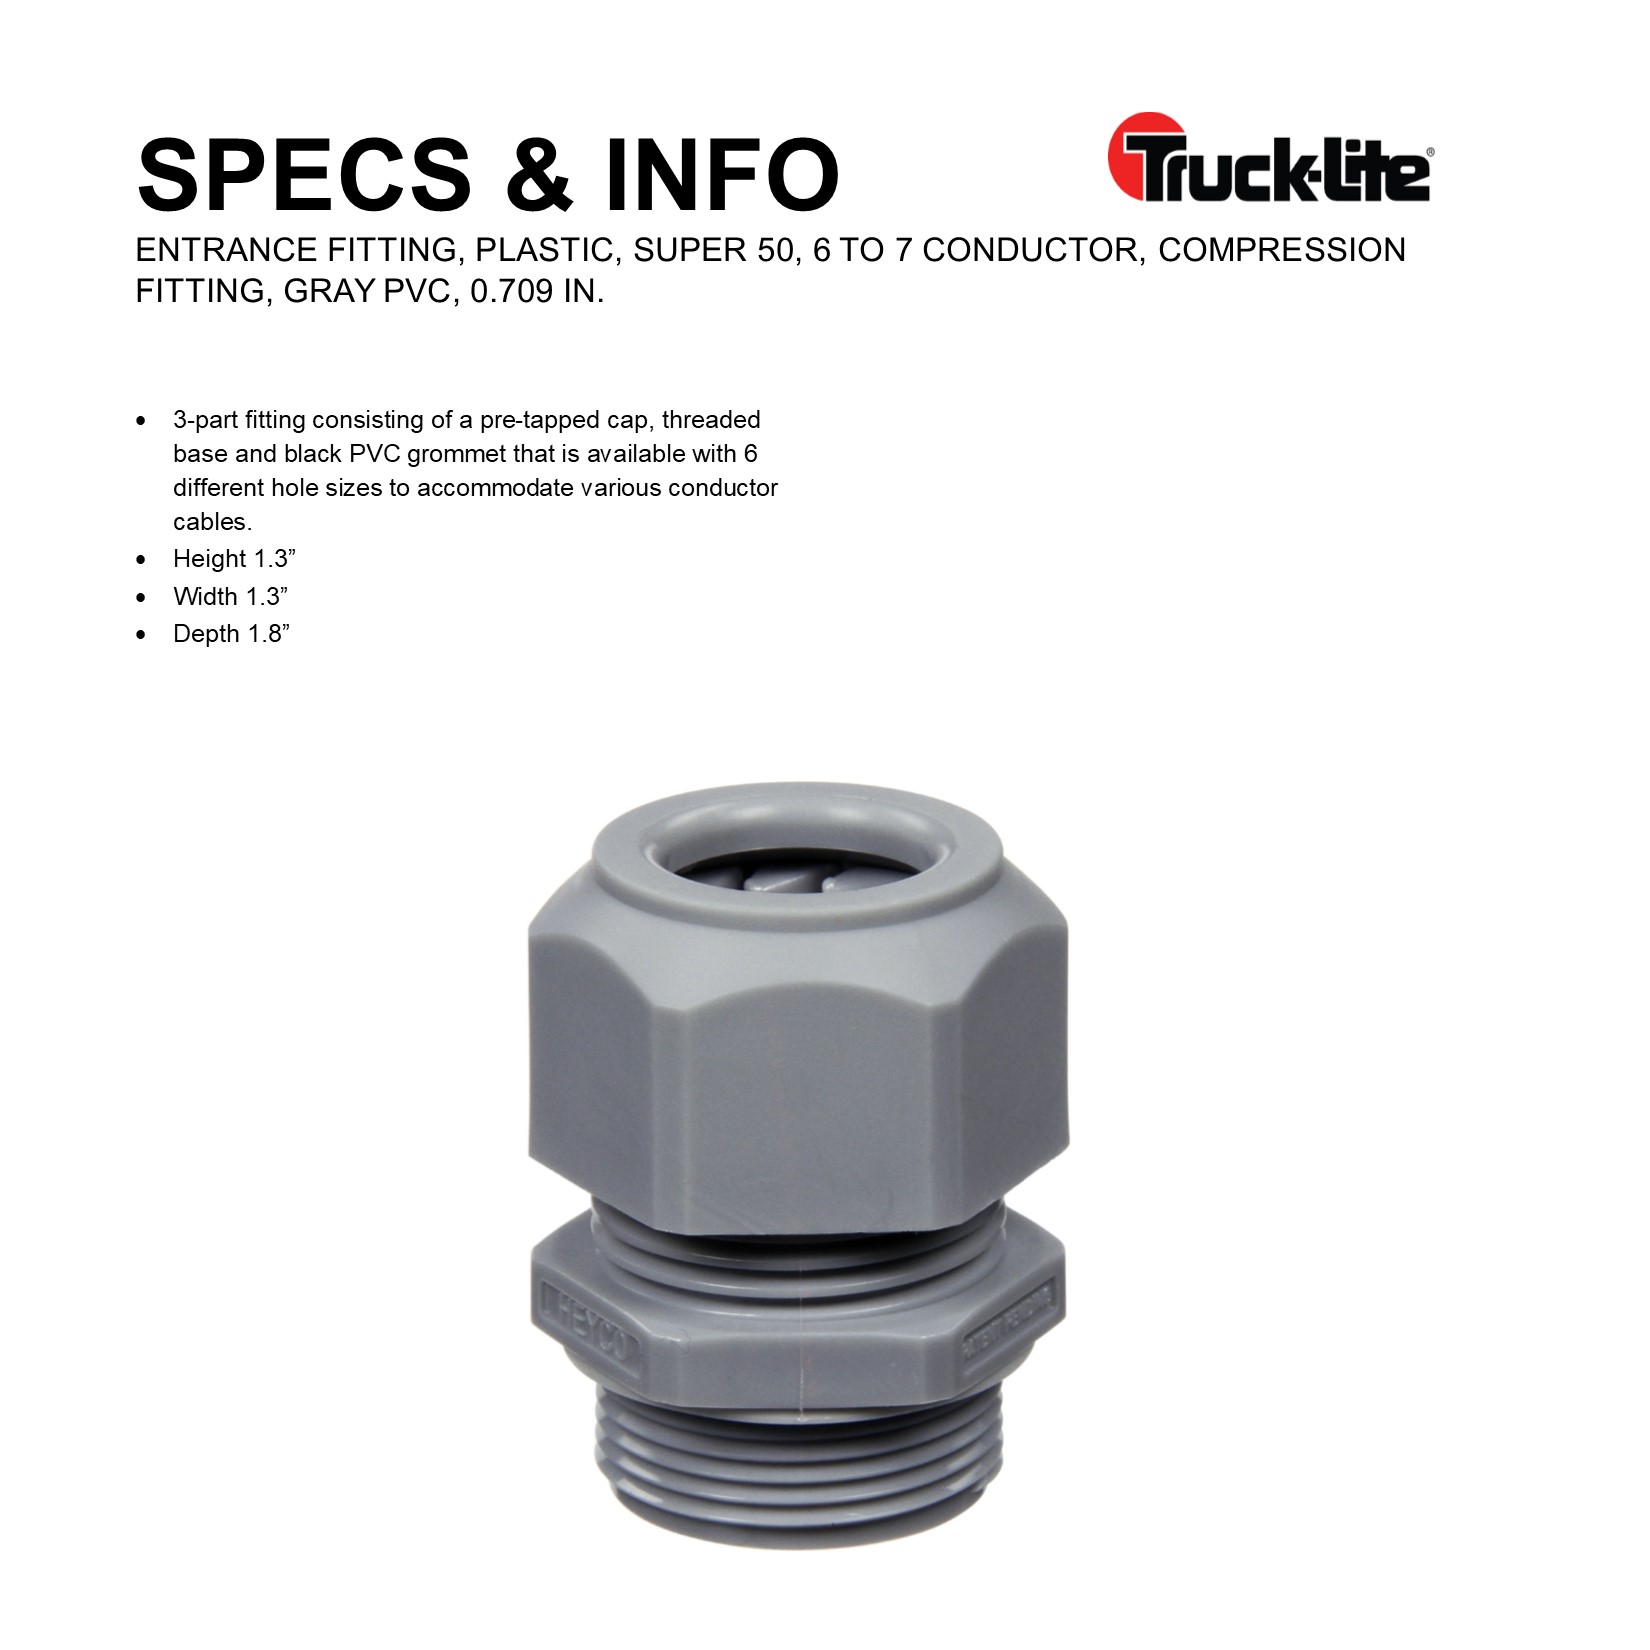 SPECS & INFO
Truck-Lite®
ENTRANCE FITTING, PLASTIC, SUPER 50, 6 TO 7 CONDUCTOR, COMPRESSION
FITTING, GRAY PVC, 0.709 IN.
• 3-part fitting consisting of a pre-tapped cap, threaded
base and black PVC grommet that is available with 6
different hole sizes to accommodate various conductor
cables.
• Height 1.3”
• Width 1.3”
• Depth 1.8”
HEYCO
PATENT PENDING